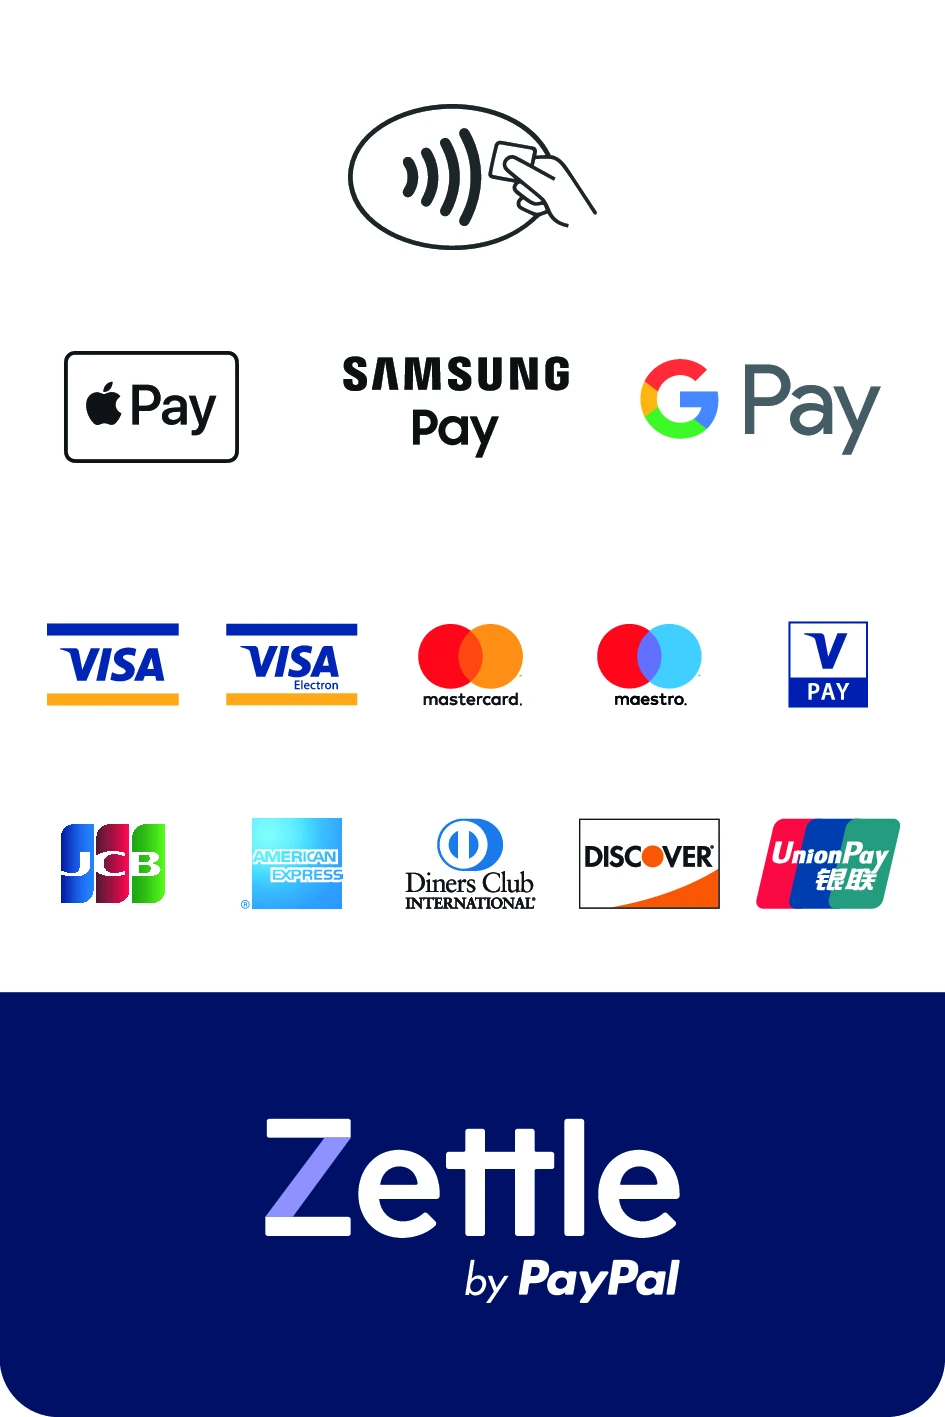 Pay
SAMSUNG
Pay
G Pay
VISA
VISA
Electron
mastercard.
maestro.
V
PAY
JCB
AMERICAN
EXPRESS
®
Diners Club
INTERNATIONAL®
DISCOVER®
UnionPay
银联
Zettle
by PayPal